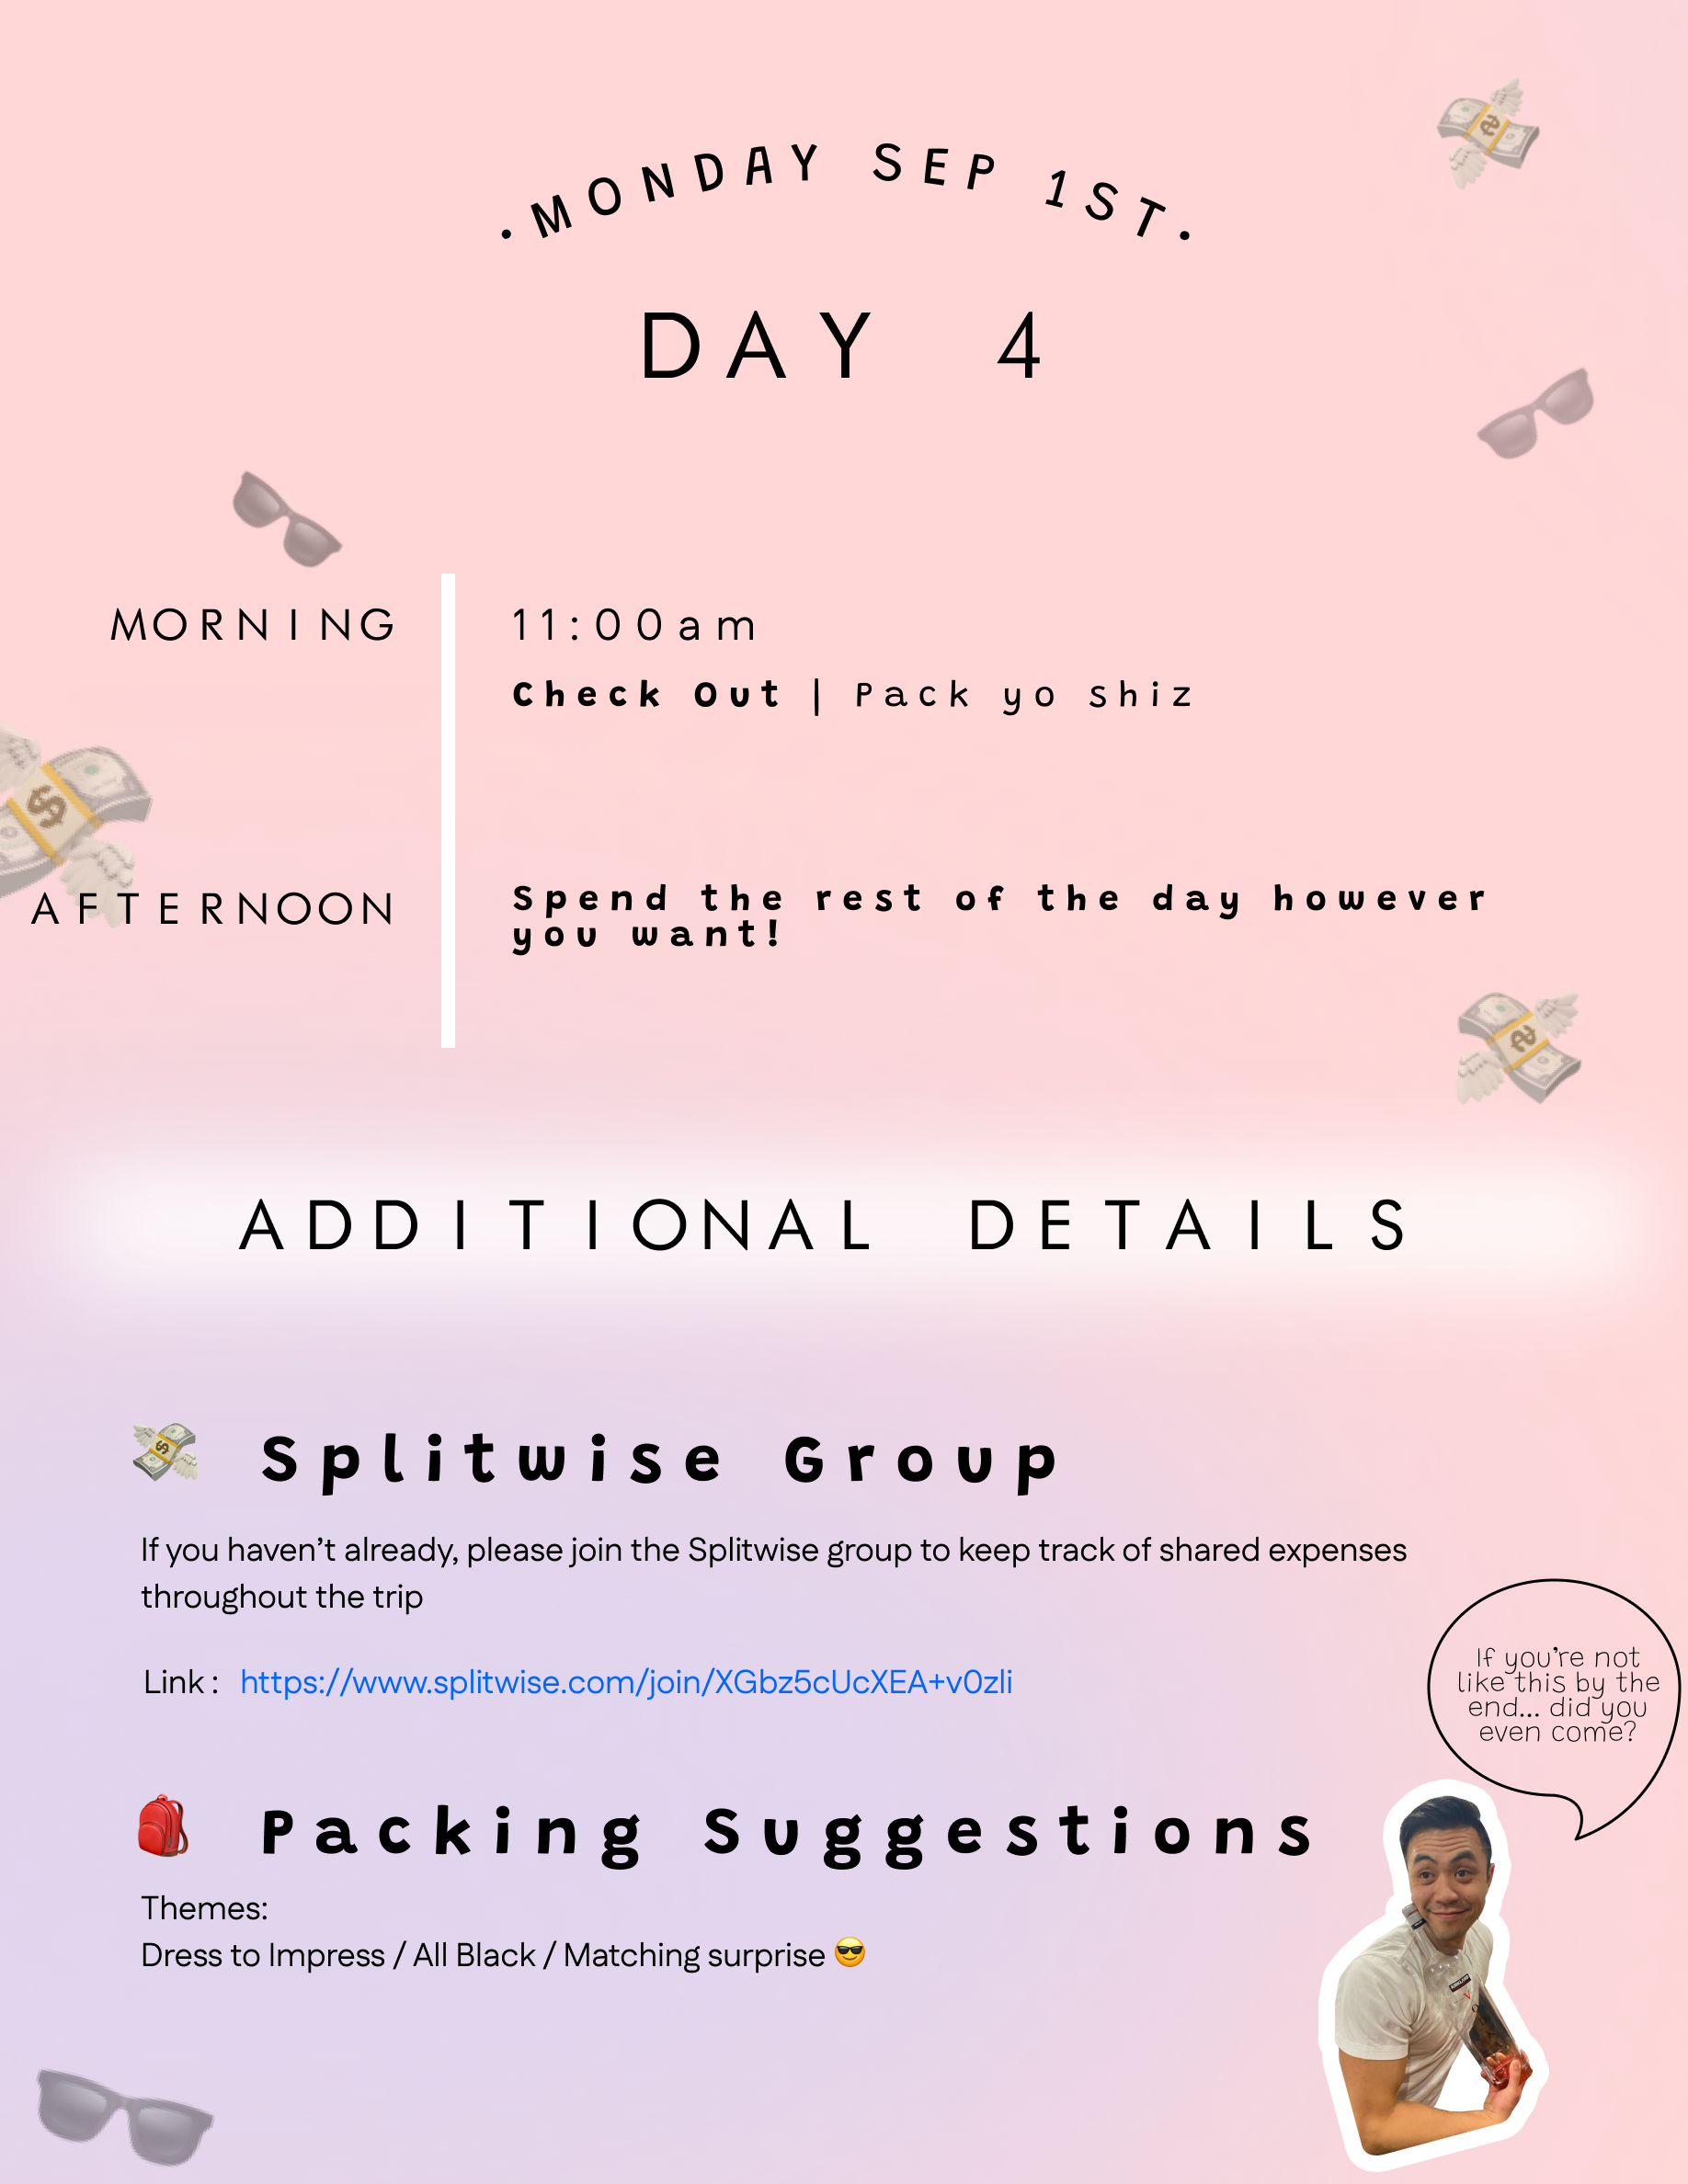 .MONDAY SEP 1ST.
DAY 4
MORNING
11:00am
Check Out | Pack yo shiz
AFTERNOON
Spend the rest of the day however
you want!
ADDITIONAL DETAILS
Splitwise Group
If you haven’t already, please join the Splitwise group to keep track of shared expenses
throughout the trip
Link : https://www.splitwise.com/join/XGbz5cUcXEA+v0zli
If you’re not
like this by the
end... did you
even come?
Packing Suggestions
Themes:
Dress to Impress / All Black / Matching surprise 😎
KIRKLAND